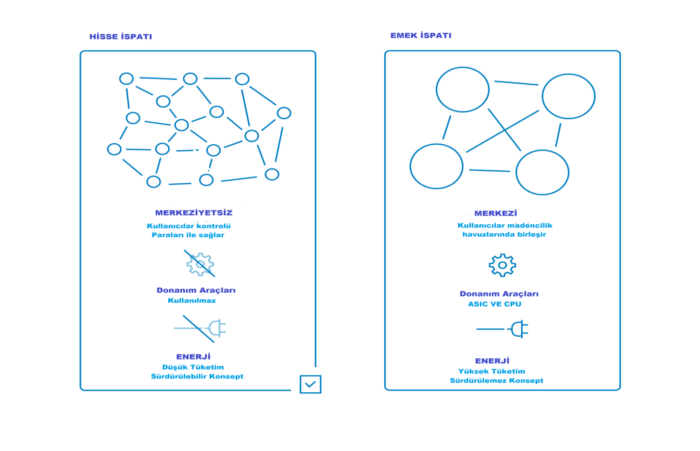 HİSSE İSPATI
MERKEZİYETSİZ
Kullanıcılar kontrolü
Paraları ile sağlar
Donanım Araçları
Kullanılmaz
ENERJİ
Düşük Tüketim
Sürdürülebilir Konsept
EMEK İSPATI
MERKEZİ
Kullanıcılar madencilik
havuzlarında birleşir
Donanım Araçları
ASIC VE CPU
ENERJİ
Yüksek Tüketim
Sürdürülemez Konsept